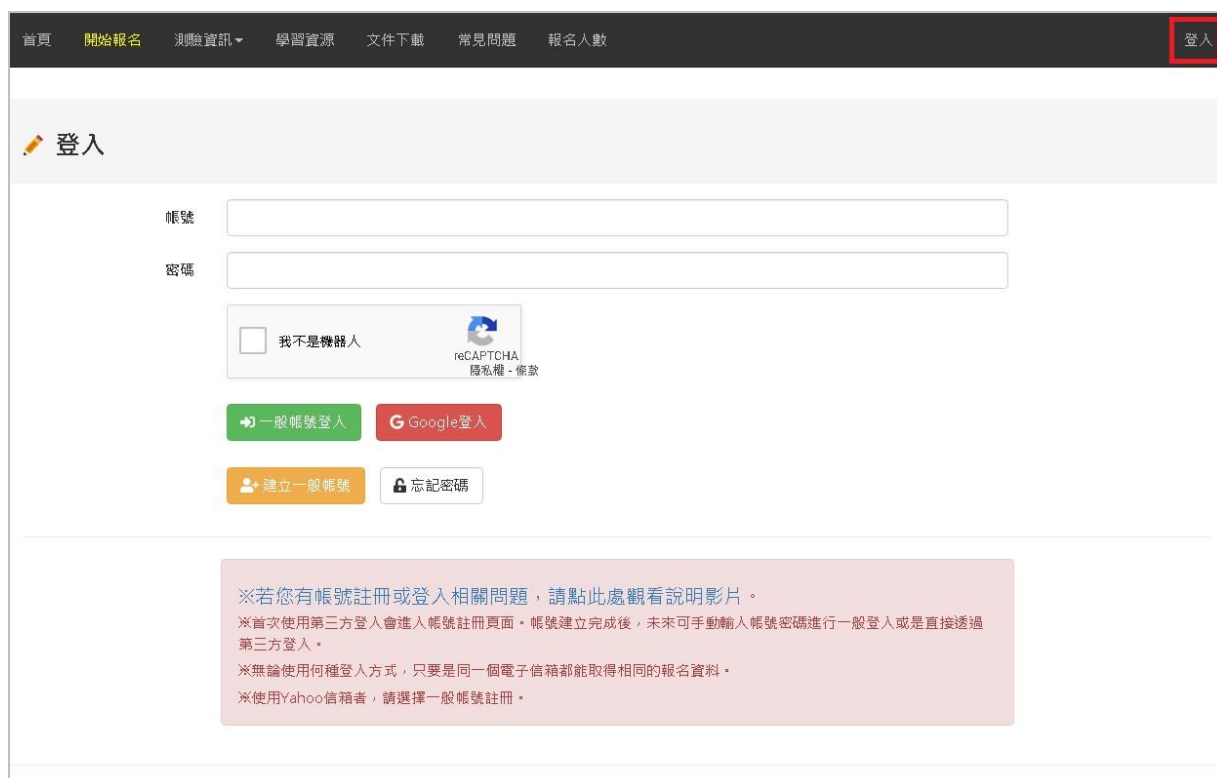 首頁 開始報名 測驗資訊 學習資源 文件下載 常見問題 報名人數 登入
登入
帳號
密碼
我不是機器人
reCAPTCHA
隱私權 - 條款
一般帳號登入 Google登入
建立一般帳號 忘記密碼
※若您有帳號註冊或登入相關問題，請點此處觀看說明影片。
※首次使用第三方登入會進入帳號註冊頁面。帳號建立完成後，未來可手動輸入帳號密碼進行一般登入或是直接透過
第三方登入。
※無論使用何種登入方式，只要是同一個電子信箱都能取得相同的報名資料。
※使用Yahoo信箱者，請選擇一般帳號註冊。